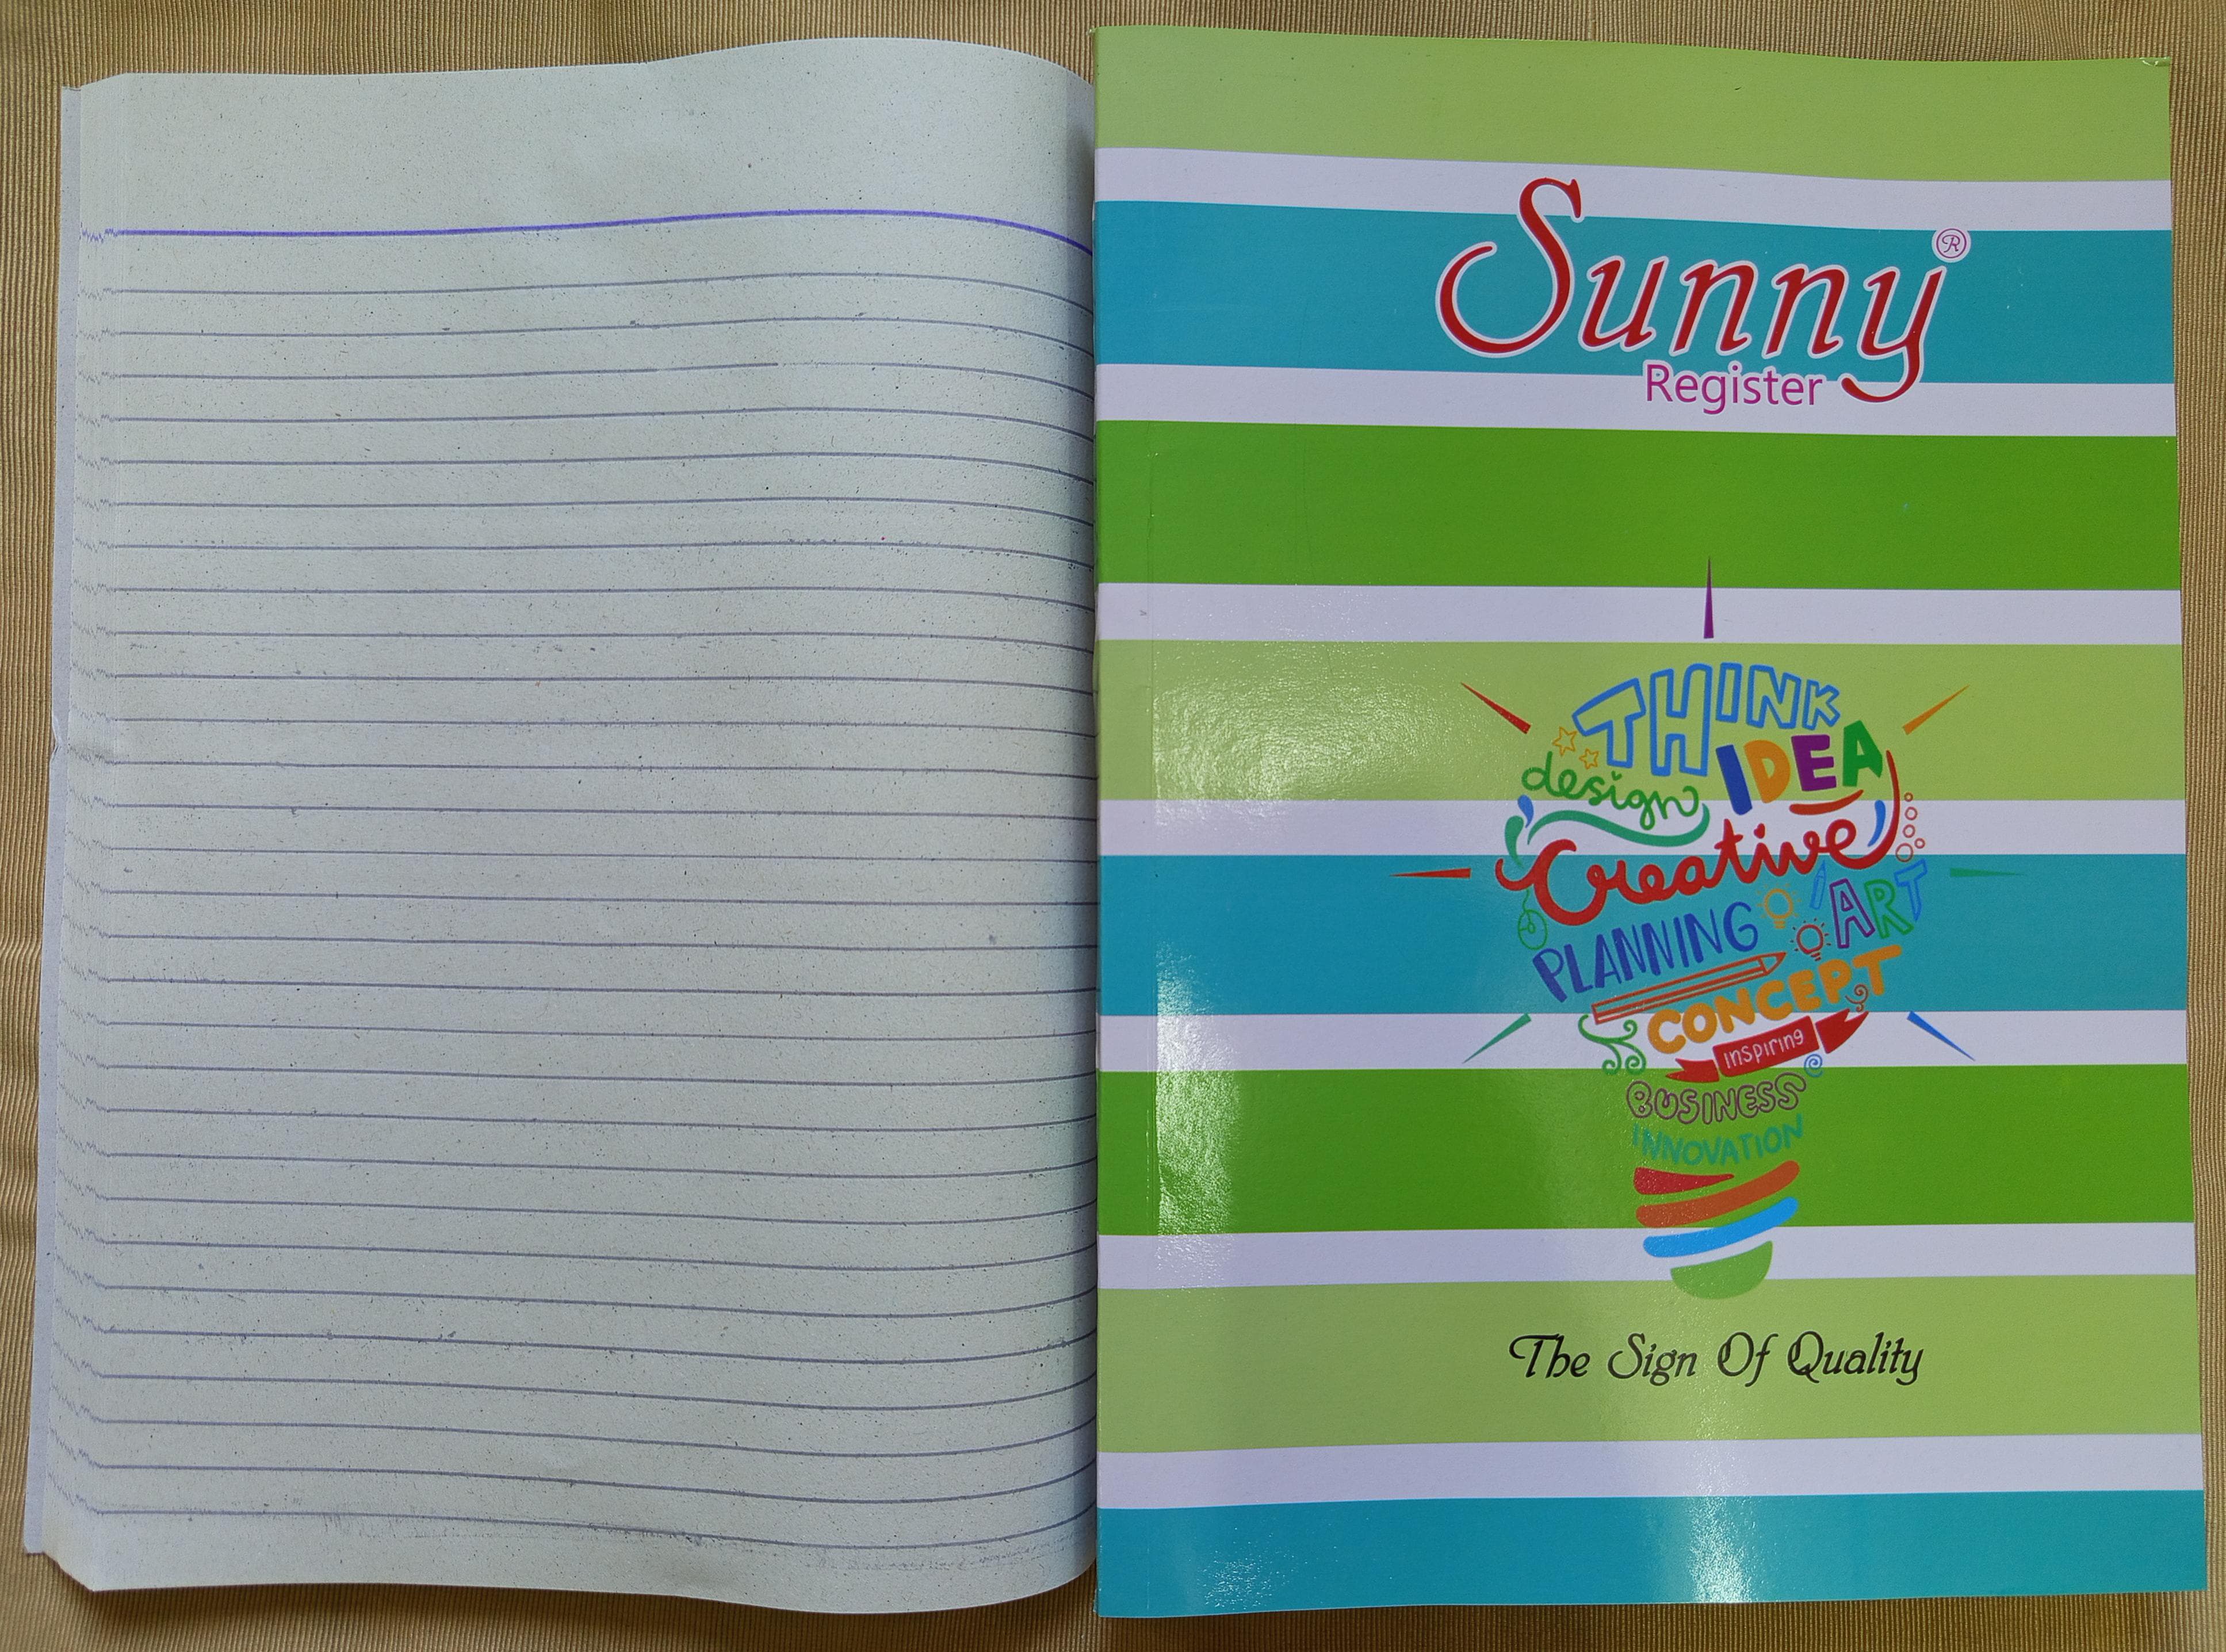 Sunny®
Register
THINK
IDEA
design
Creative
PLANNING
ART
CONCEPT
inspiring
BUSINESS
INNOVATION
The Sign Of Quality